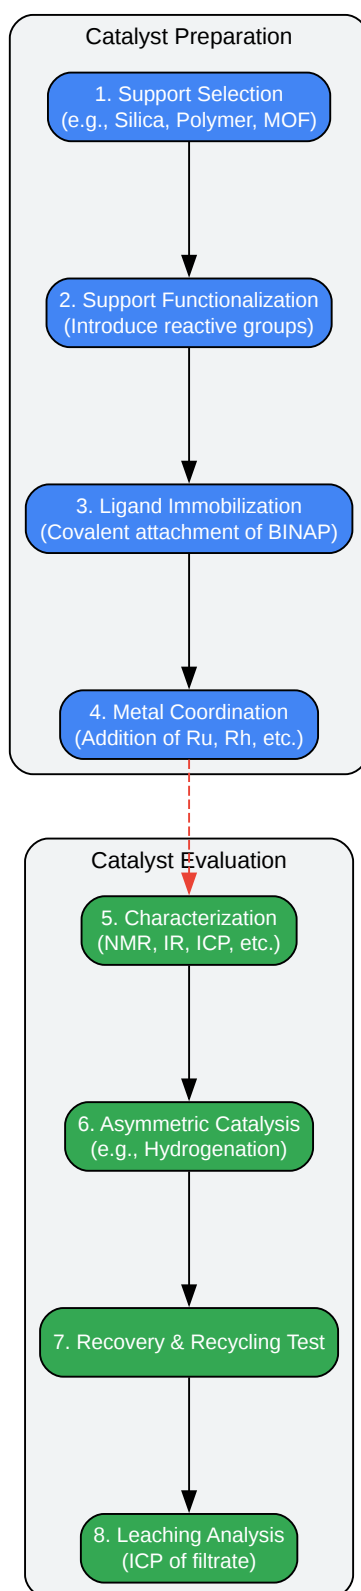 Catalyst Preparation
1. Support Selection
(e.g., Silica, Polymer, MOF)
2. Support Functionalization
(Introduce reactive groups)
3. Ligand Immobilization
(Covalent attachment of BINAP)
4. Metal Coordination
(Addition of Ru, Rh, etc.)
Catalyst Evaluation
5. Characterization
(NMR, IR, ICP, etc.)
6. Asymmetric Catalysis
(e.g., Hydrogenation)
7. Recovery & Recycling Test
8. Leaching Analysis
(ICP of filtrate)